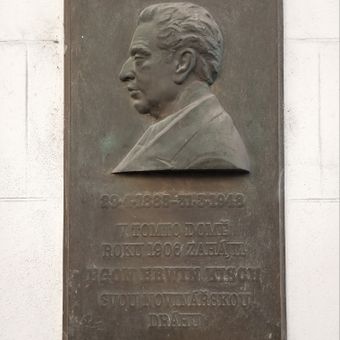 29.4.1885-31.3.1948
V TOMTO DOMĚ
ROKU 1906 ZAHÁJIL
EGON ERWIN KISCH
SVOU NOVINÁŘSKOU
DRÁHU